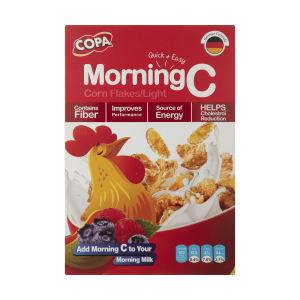 COPA
Quick & Easy
Morning C
Corn Flakes/Light
Contains
Fiber
Improves
Performance
Source of
Energy
HELPS
Cholestrol
Reduction
Add Morning C to Your
Morning Milk